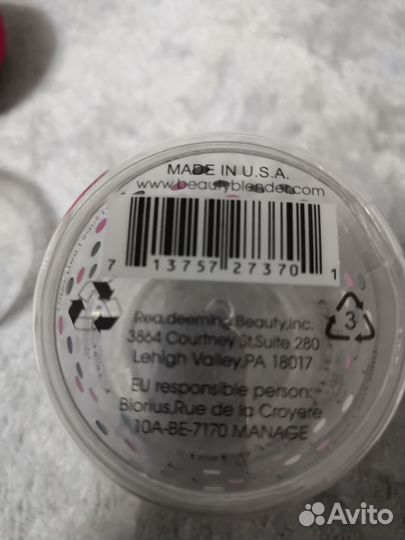 MADE IN U.S.A.
www.beautyblender.com
7 13757 27370 1
3
Rea.deeming Beauty,Inc.
3864 Courtney St,Suite 280
Lehigh Valley,PA 18017
EU responsible person:
Biorius,Rue de la Croyere
10A-BE-7170 MANAGE
Avito